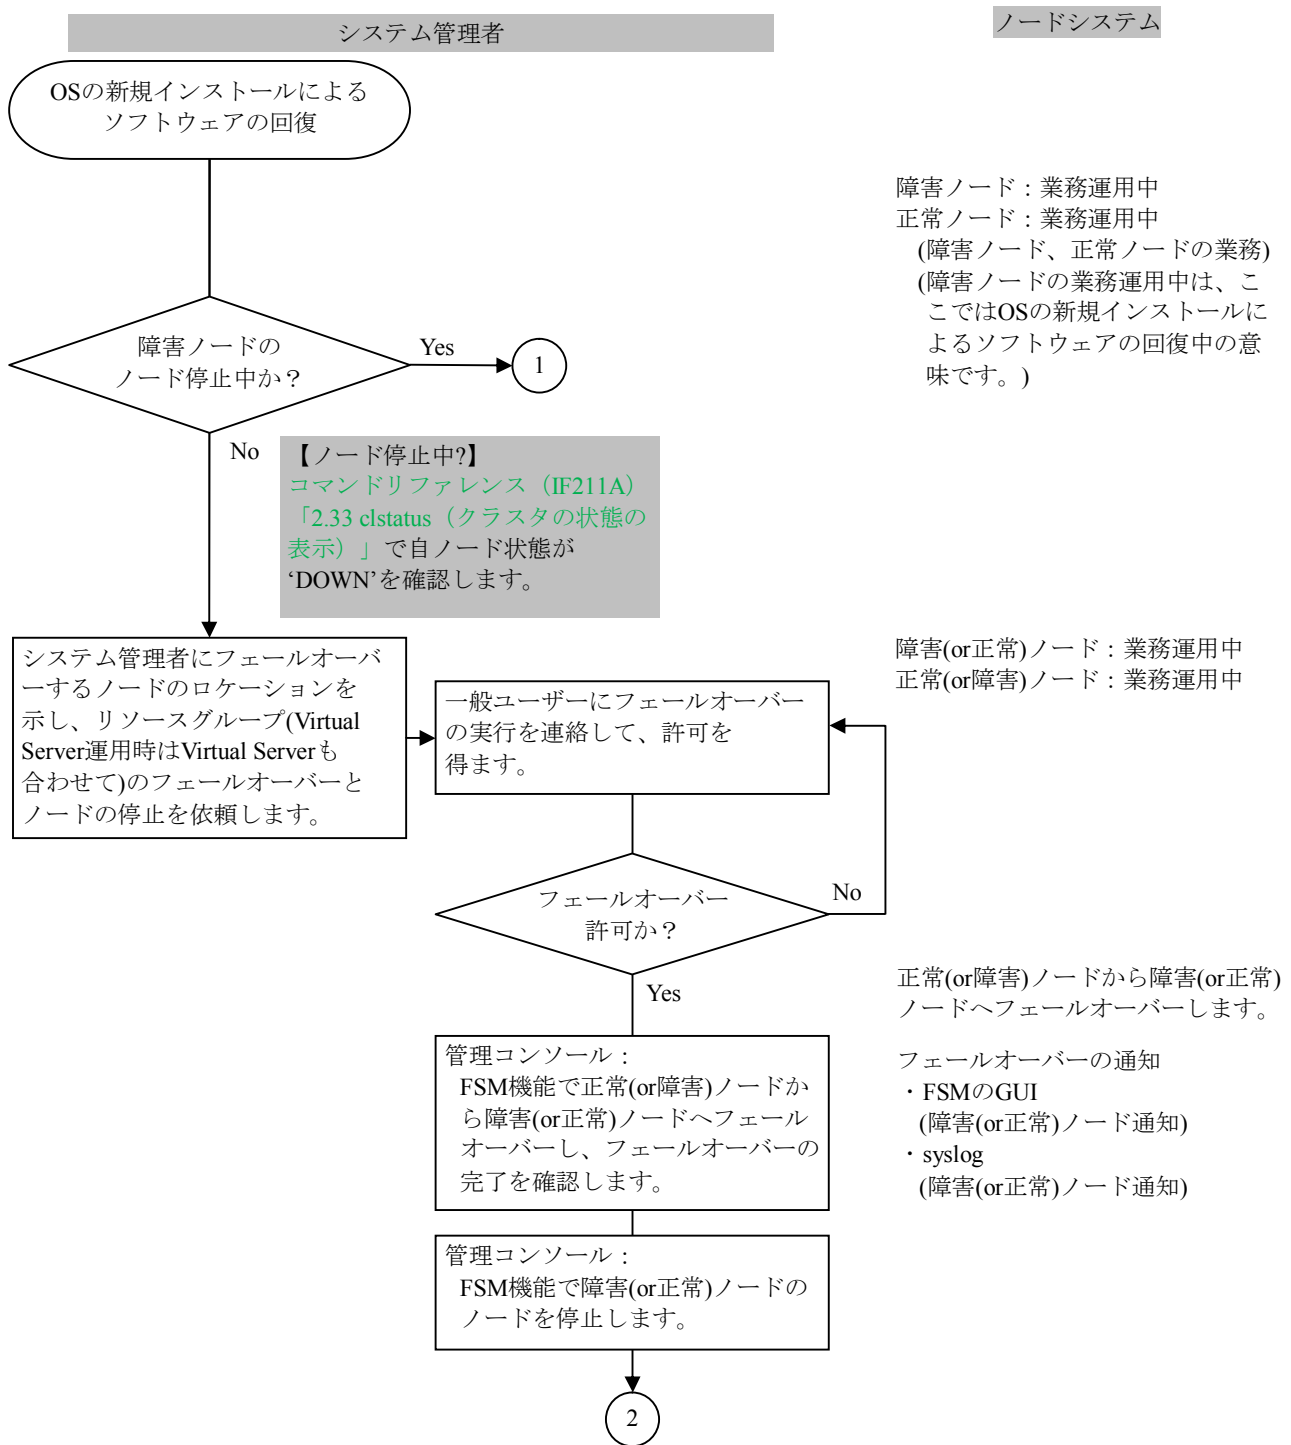 システム管理者
ノードシステム
OSの新規インストールによる
ソフトウェアの回復
障害ノード：業務運用中
正常ノード：業務運用中
(障害ノード、正常ノードの業務)
(障害ノードの業務運用中は、こ
こではOSの新規インストールに
よるソフトウェアの回復中の意
味です。)
障害ノードの
ノード停止中か？
Yes
1
No
【ノード停止中?】
コマンドリファレンス（IF211A）
「2.33 clstatus（クラスタの状態の
表示）」で自ノード状態が
‘DOWN’を確認します。
システム管理者にフェールオーバ
ーするノードのロケーションを
示し、リソースグループ(Virtual
Server運用時はVirtual Serverも
合わせて)のフェールオーバーと
ノードの停止を依頼します。
障害(or正常)ノード：業務運用中
正常(or障害)ノード：業務運用中
一般ユーザーにフェールオーバー
の実行を連絡して、許可を
得ます。
フェールオーバー
許可か？
No
Yes
正常(or障害)ノードから障害(or正常)
ノードへフェールオーバーします。
管理コンソール：
FSM機能で正常(or障害)ノードか
ら障害(or正常)ノードへフェール
オーバーし、フェールオーバーの
完了を確認します。
フェールオーバーの通知
・FSMのGUI
(障害(or正常)ノード通知)
・syslog
(障害(or正常)ノード通知)
管理コンソール：
FSM機能で障害(or正常)ノードの
ノードを停止します。
2